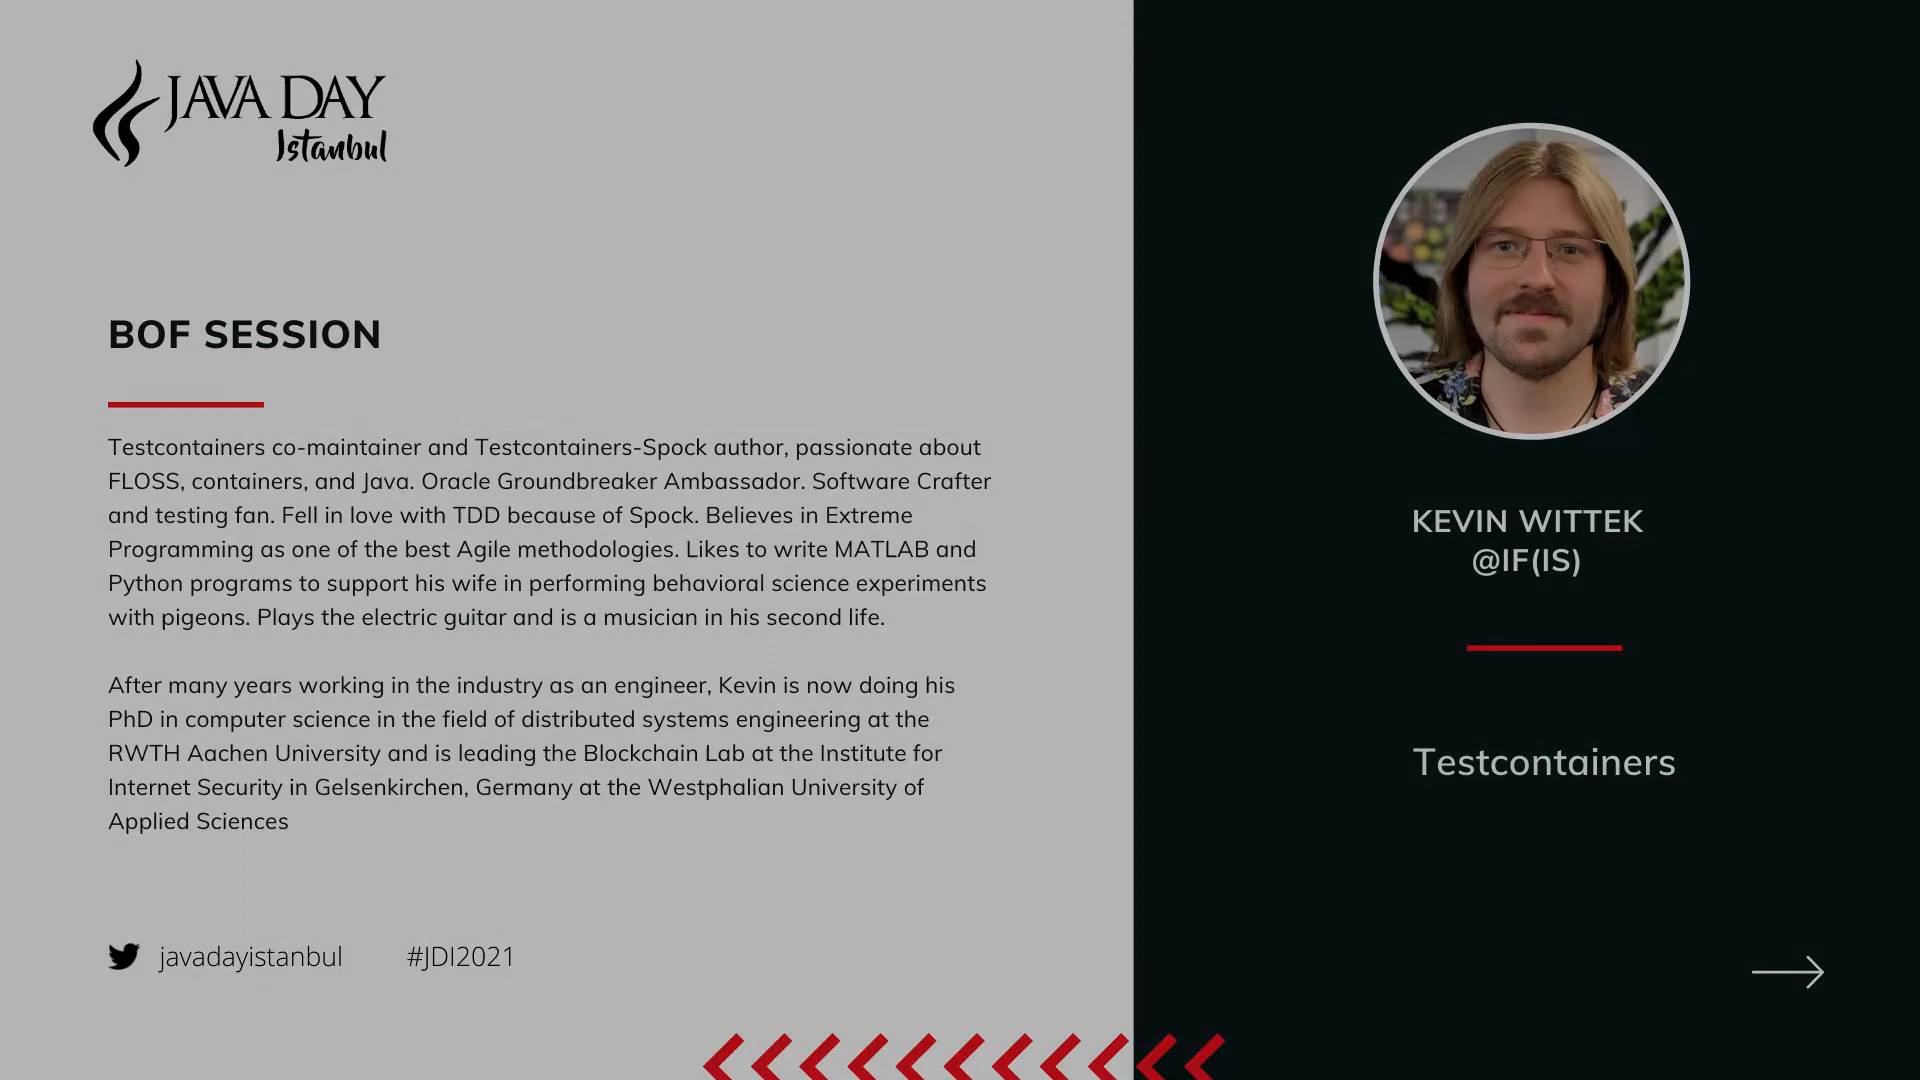 JAVA DAY
Istanbul
BOF SESSION
Testcontainers co-maintainer and Testcontainers-Spock author, passionate about
FLOSS, containers, and Java. Oracle Groundbreaker Ambassador. Software Crafter
and testing fan. Fell in love with TDD because of Spock. Believes in Extreme
Programming as one of the best Agile methodologies. Likes to write MATLAB and
Python programs to support his wife in performing behavioral science experiments
with pigeons. Plays the electric guitar and is a musician in his second life.
After many years working in the industry as an engineer, Kevin is now doing his
PhD in computer science in the field of distributed systems engineering at the
RWTH Aachen University and is leading the Blockchain Lab at the Institute for
Internet Security in Gelsenkirchen, Germany at the Westphalian University of
Applied Sciences
javadayistanbul #JDI2021
KEVIN WITTEK
@IF(IS)
Testcontainers